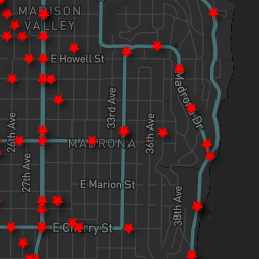 MADISON
VALLEY
E Howell St
Madrona Dr
33rd Ave
36th Ave
26th Ave
MADRONA
27th Ave
E Marion St
38th Ave
E Cherry St